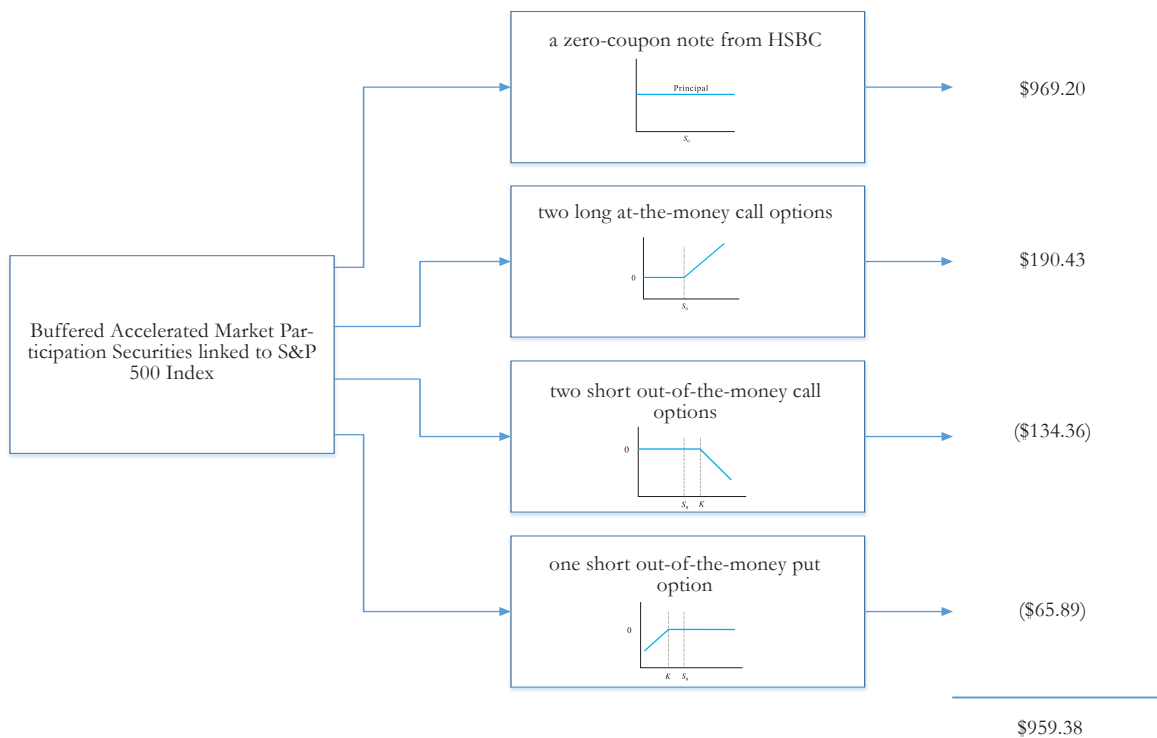 a zero-coupon note from HSBC
Principal
S₀
$969.20
two long at-the-money call options
0
S₀
$190.43
Buffered Accelerated Market Par-
ticipation Securities linked to S&P
500 Index
two short out-of-the-money call
options
0
S₀ K
($134.36)
one short out-of-the-money put
option
0
K S₀
($65.89)
$959.38